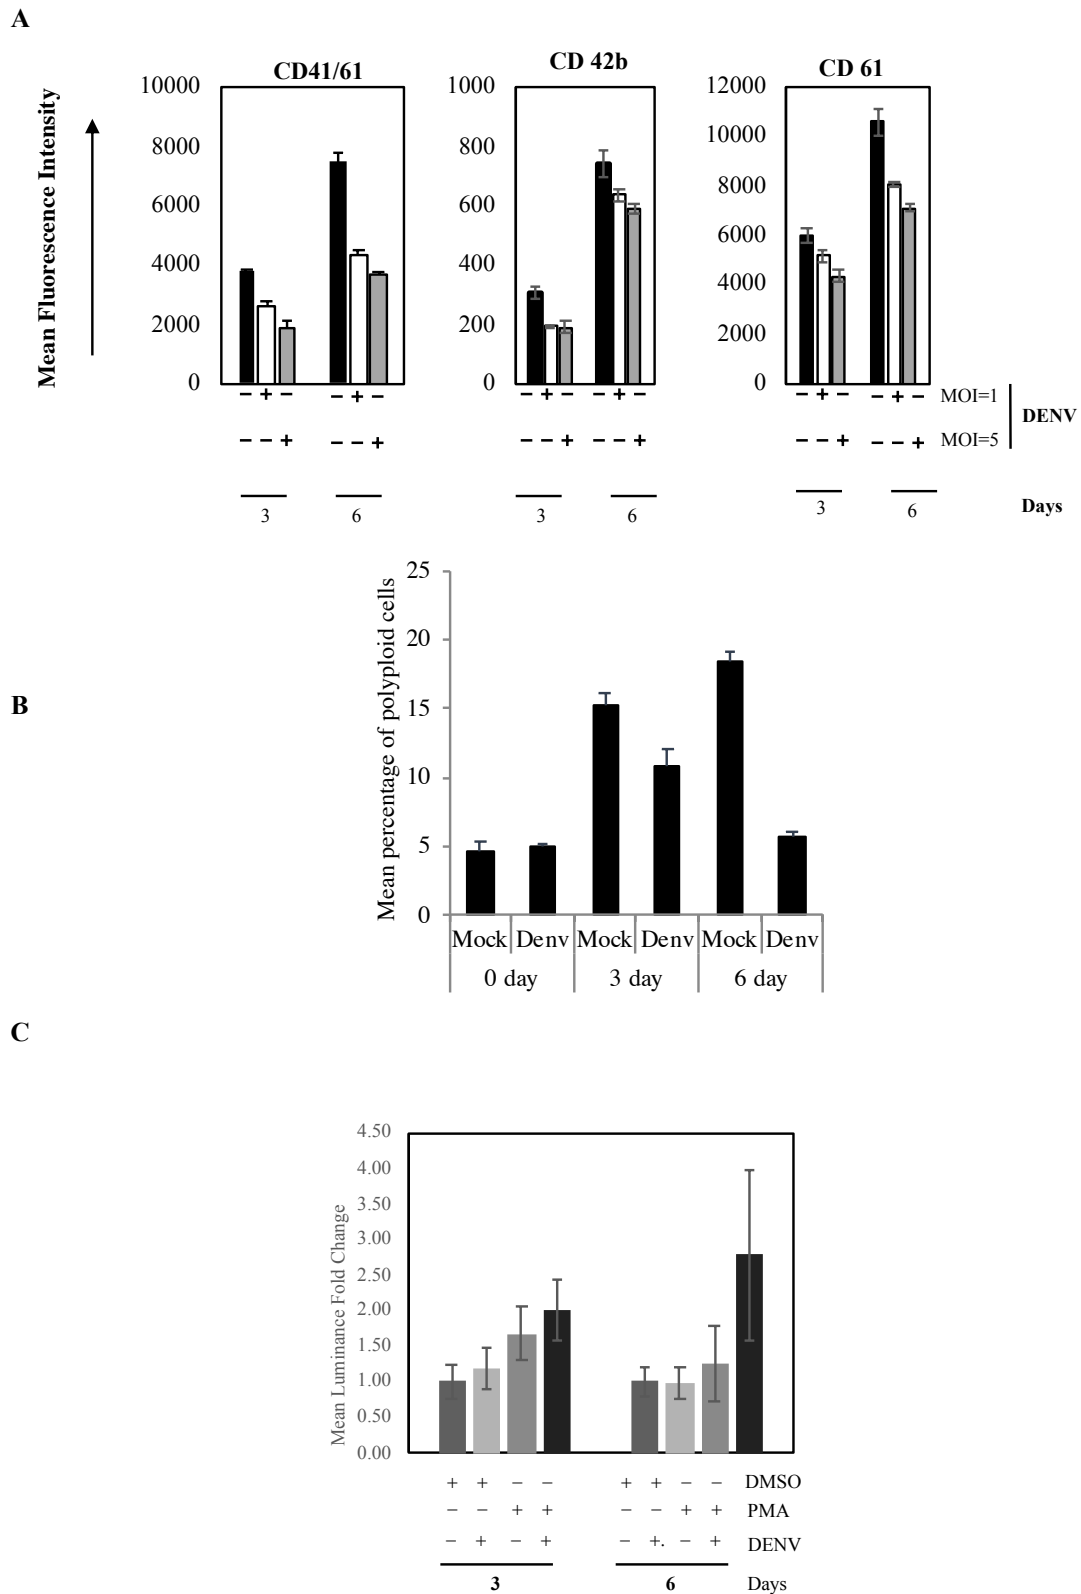 A
CD41/61
CD 42b
CD 61
Mean Fluorescence Intensity
10000
8000
6000
4000
2000
0
1000
800
600
400
200
0
12000
10000
8000
6000
4000
2000
0
− + − − + − − + − − + − − + − − + − MOI=1
− − + − − + − − + − − + − − + − − + MOI=5
DENV
3 6 3 6 3 6 Days
B
Mean percentage of polyploid cells
25
20
15
10
5
0
Mock Denv Mock Denv Mock Denv
0 day 3 day 6 day
C
Mean Luminance Fold Change
4.50
4.00
3.50
3.00
2.50
2.00
1.50
1.00
0.50
0.00
+ + − − + + − − DMSO
− − + + − − + + PMA
− + − + − +. − + DENV
3 6 Days